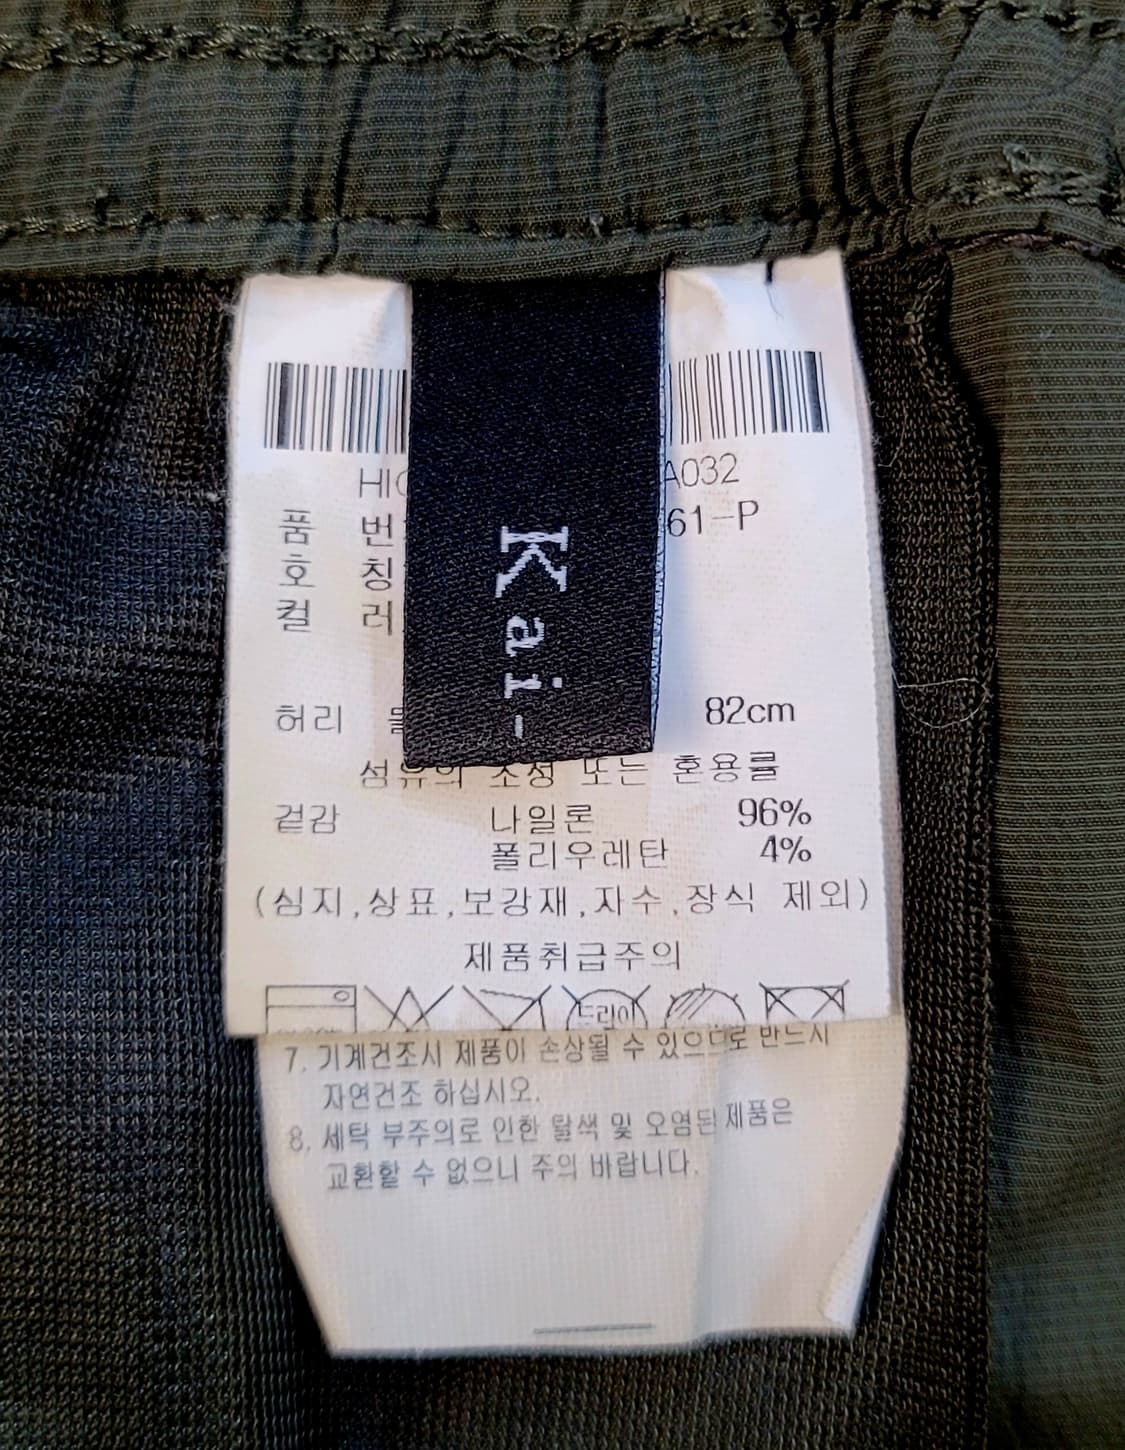 A032
품 61-P
호 칭
컬 러
Kai-
허리 82cm
섬유의 조성 또는 혼용률
겉감 나일론 96%
폴리우레탄 4%
(심지,상표,보강재,자수,장식 제외)
제품취급주의
드라이
7. 기계건조시 제품이 손상될 수 있으므로 반드시
자연건조 하십시오.
8. 세탁 부주의로 인한 탈색 및 오염된 제품은
교환할 수 없으니 주의 바랍니다.